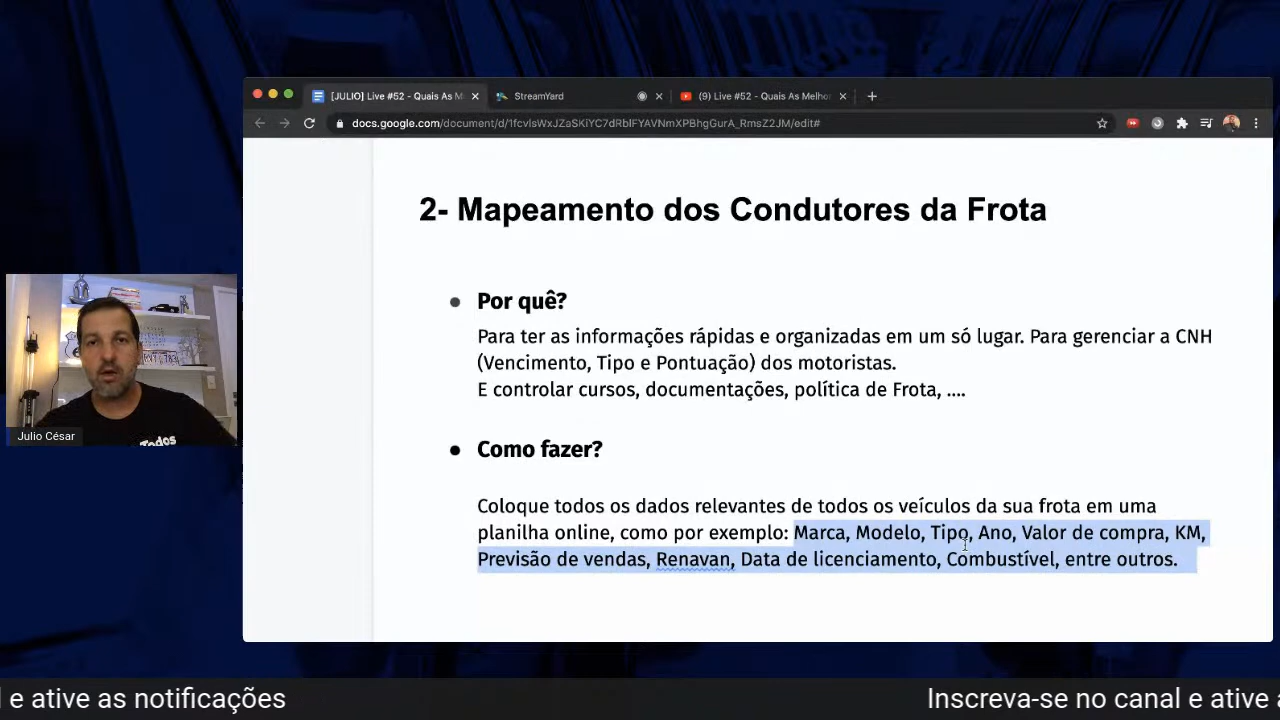 [JULIO] Live #52 - Quais As M
StreamYard
(9) Live #52 - Quais As Melho
docs.google.com/document/d/1fcvIsWxJZaSKiYC7dRblFYAVNmXPBhgGurA_RmsZ2JM/edit#
2- Mapeamento dos Condutores da Frota
Por quê?
Para ter as informações rápidas e organizadas em um só lugar. Para gerenciar a CNH
(Vencimento, Tipo e Pontuação) dos motoristas.
E controlar cursos, documentações, política de Frota, ....
Como fazer?
Coloque todos os dados relevantes de todos os veículos da sua frota em uma
planilha online, como por exemplo: Marca, Modelo, Tipo, Ano, Valor de compra, KM,
Previsão de vendas, Renavan, Data de licenciamento, Combustível, entre outros.
Todos
Julio César
l e ative as notificações
Inscreva-se no canal e ative a